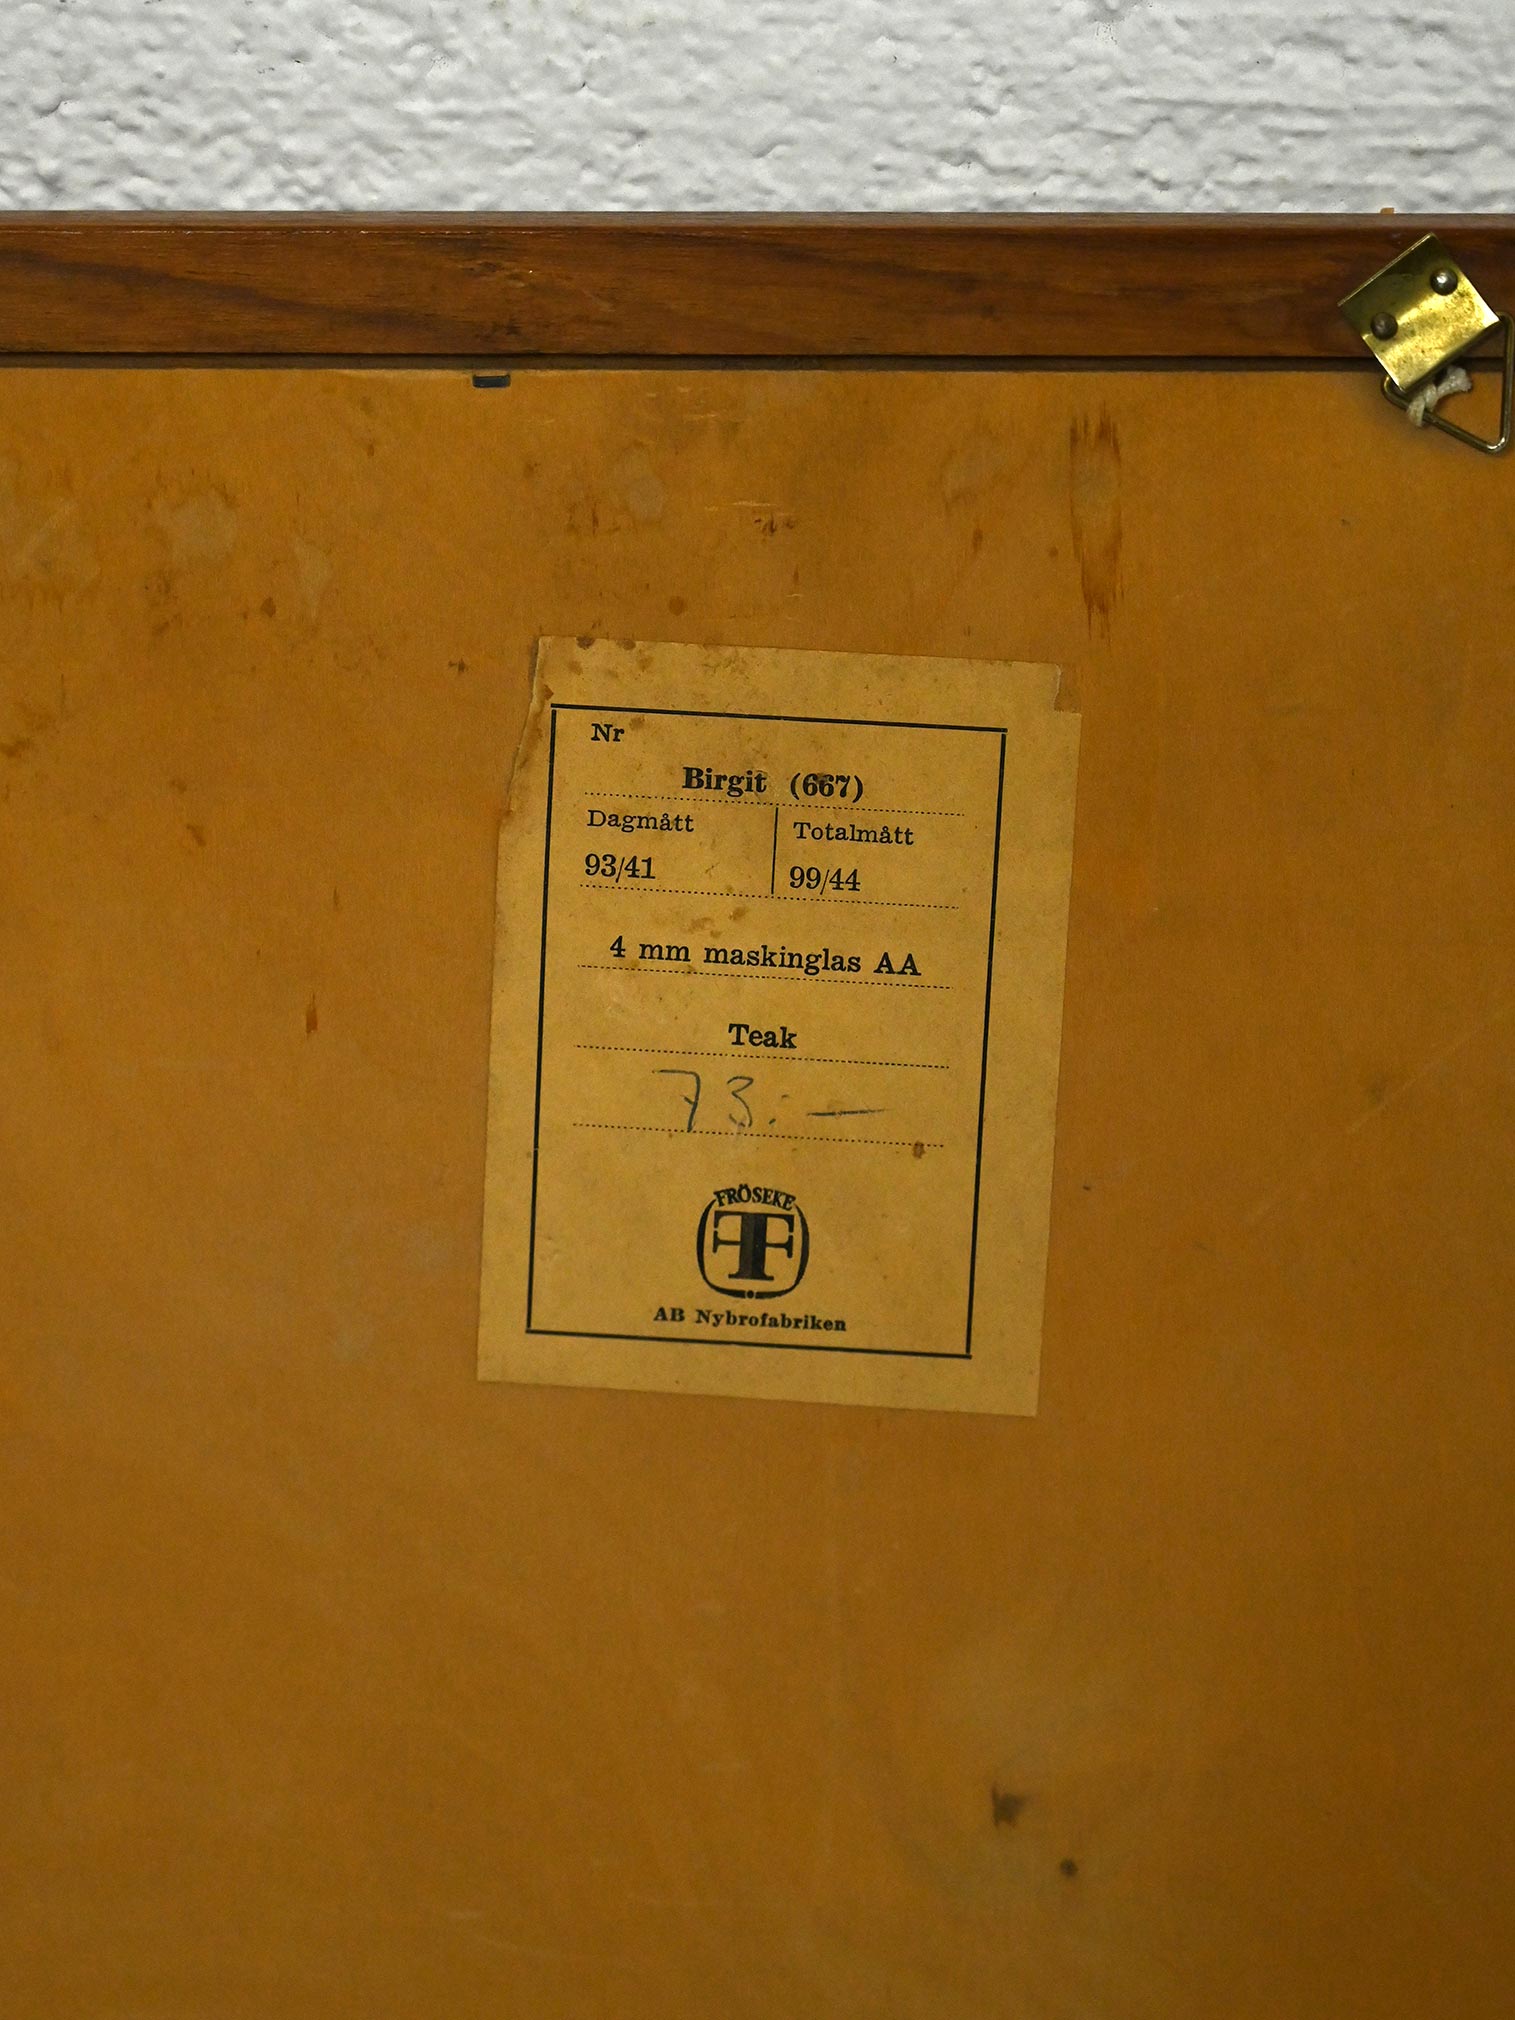 Nr
Birgit (667)
Dagmått Totalmått
93/41 99/44
4 mm maskinglas AA
Teak
73:—
FRÖSEKE
F
AB Nybrofabriken